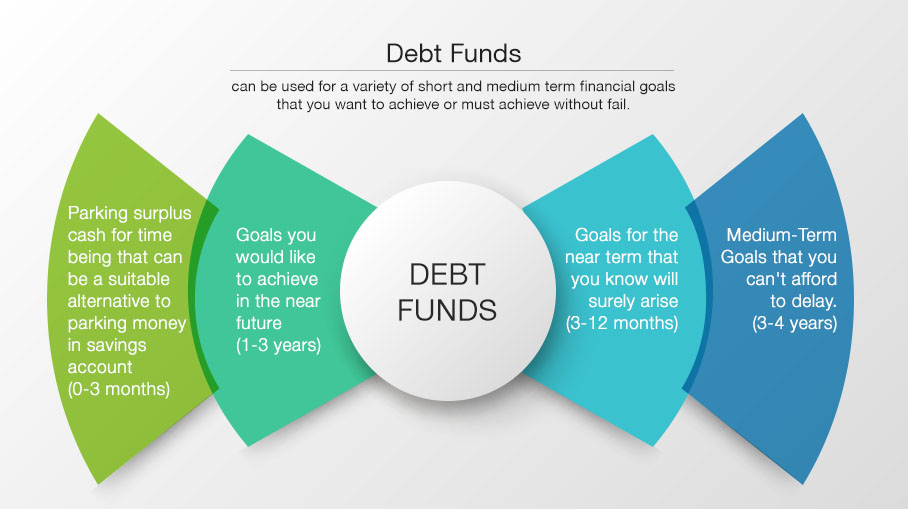 Debt Funds
can be used for a variety of short and medium term financial goals
that you want to achieve or must achieve without fail.
Parking surplus
cash for time
being that can
be a suitable
alternative to
parking money
in savings
account
(0-3 months)
Goals you
would like
to achieve
in the near
future
(1-3 years)
DEBT
FUNDS
Goals for the
near term that
you know will
surely arise
(3-12 months)
Medium-Term
Goals that you
can't afford
to delay.
(3-4 years)